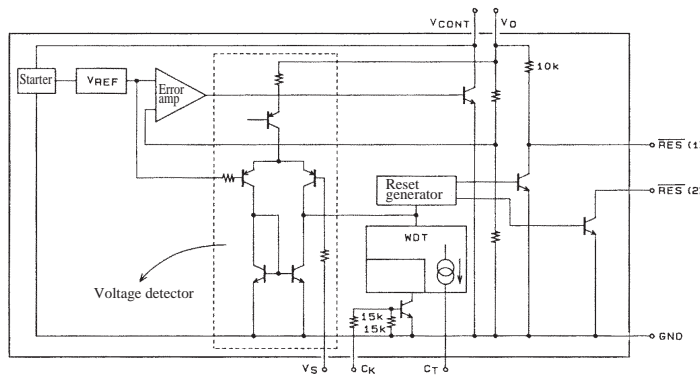 VCONT VO
Starter
VREF
Error
amp
10k
RES (1)
Reset
generator
RES (2)
WDT
Voltage detector
15k
15k
GND
VS CK CT